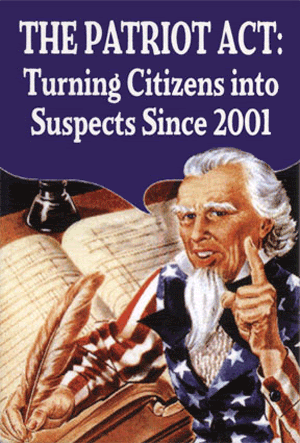 THE PATRIOT ACT:
Turning Citizens into
Suspects Since 2001